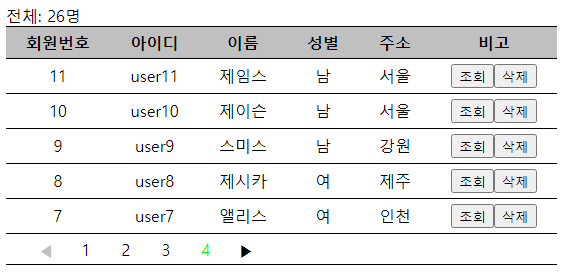 전체: 26명
회원번호 아이디 이름 성별 주소 비고
11 user11 제임스 남 서울 조회 삭제
10 user10 제이슨 남 서울 조회 삭제
9 user9 스미스 남 강원 조회 삭제
8 user8 제시카 여 제주 조회 삭제
7 user7 앨리스 여 인천 조회 삭제
◀ 1 2 3 4 ▶